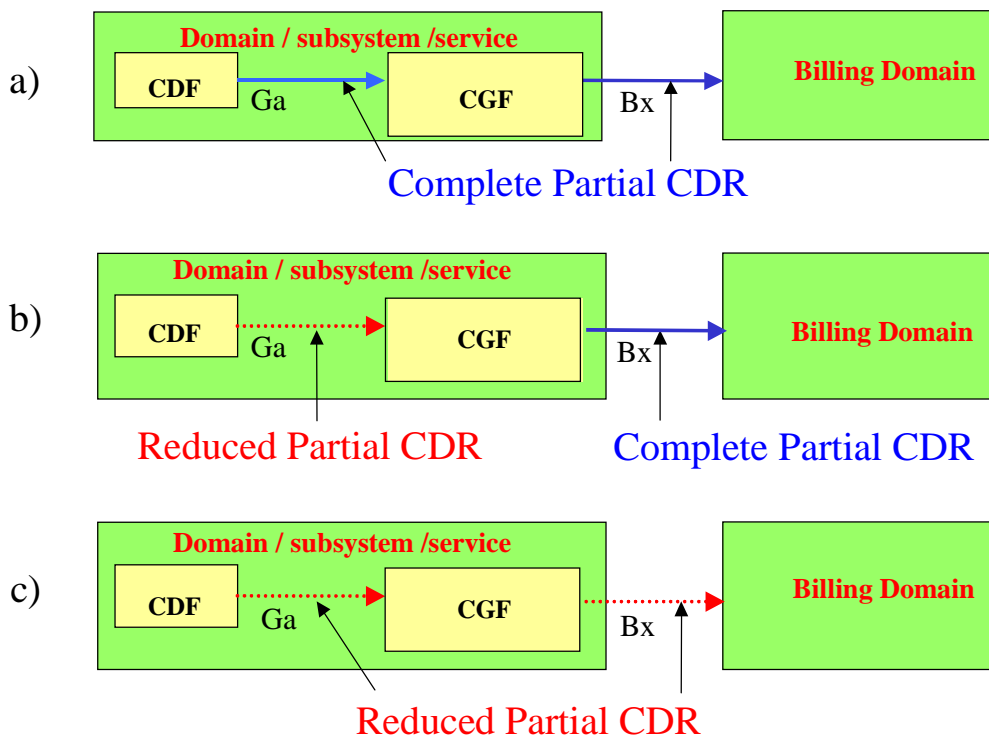 a)
Domain / subsystem /service
CDF
Ga
CGF
Bx
Billing Domain
Complete Partial CDR
b)
Domain / subsystem /service
CDF
Ga
CGF
Bx
Billing Domain
Reduced Partial CDR
Complete Partial CDR
c)
Domain / subsystem /service
CDF
Ga
CGF
Bx
Billing Domain
Reduced Partial CDR